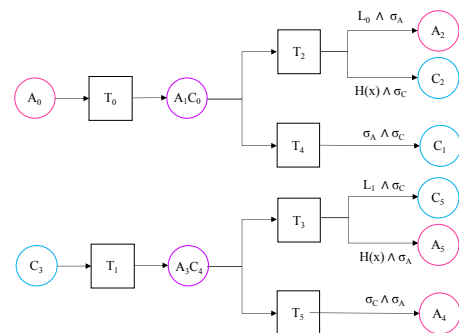 L₀ ∧ σ_A
A₂
T₂
A₀
T₀
A₁C₀
C₂
H(x) ∧ σ_C
T₄
σ_A ∧ σ_C
C₁
L₁ ∧ σ_C
C₅
T₃
C₃
T₁
A₃C₄
A₅
H(x) ∧ σ_A
T₅
σ_C ∧ σ_A
A₄